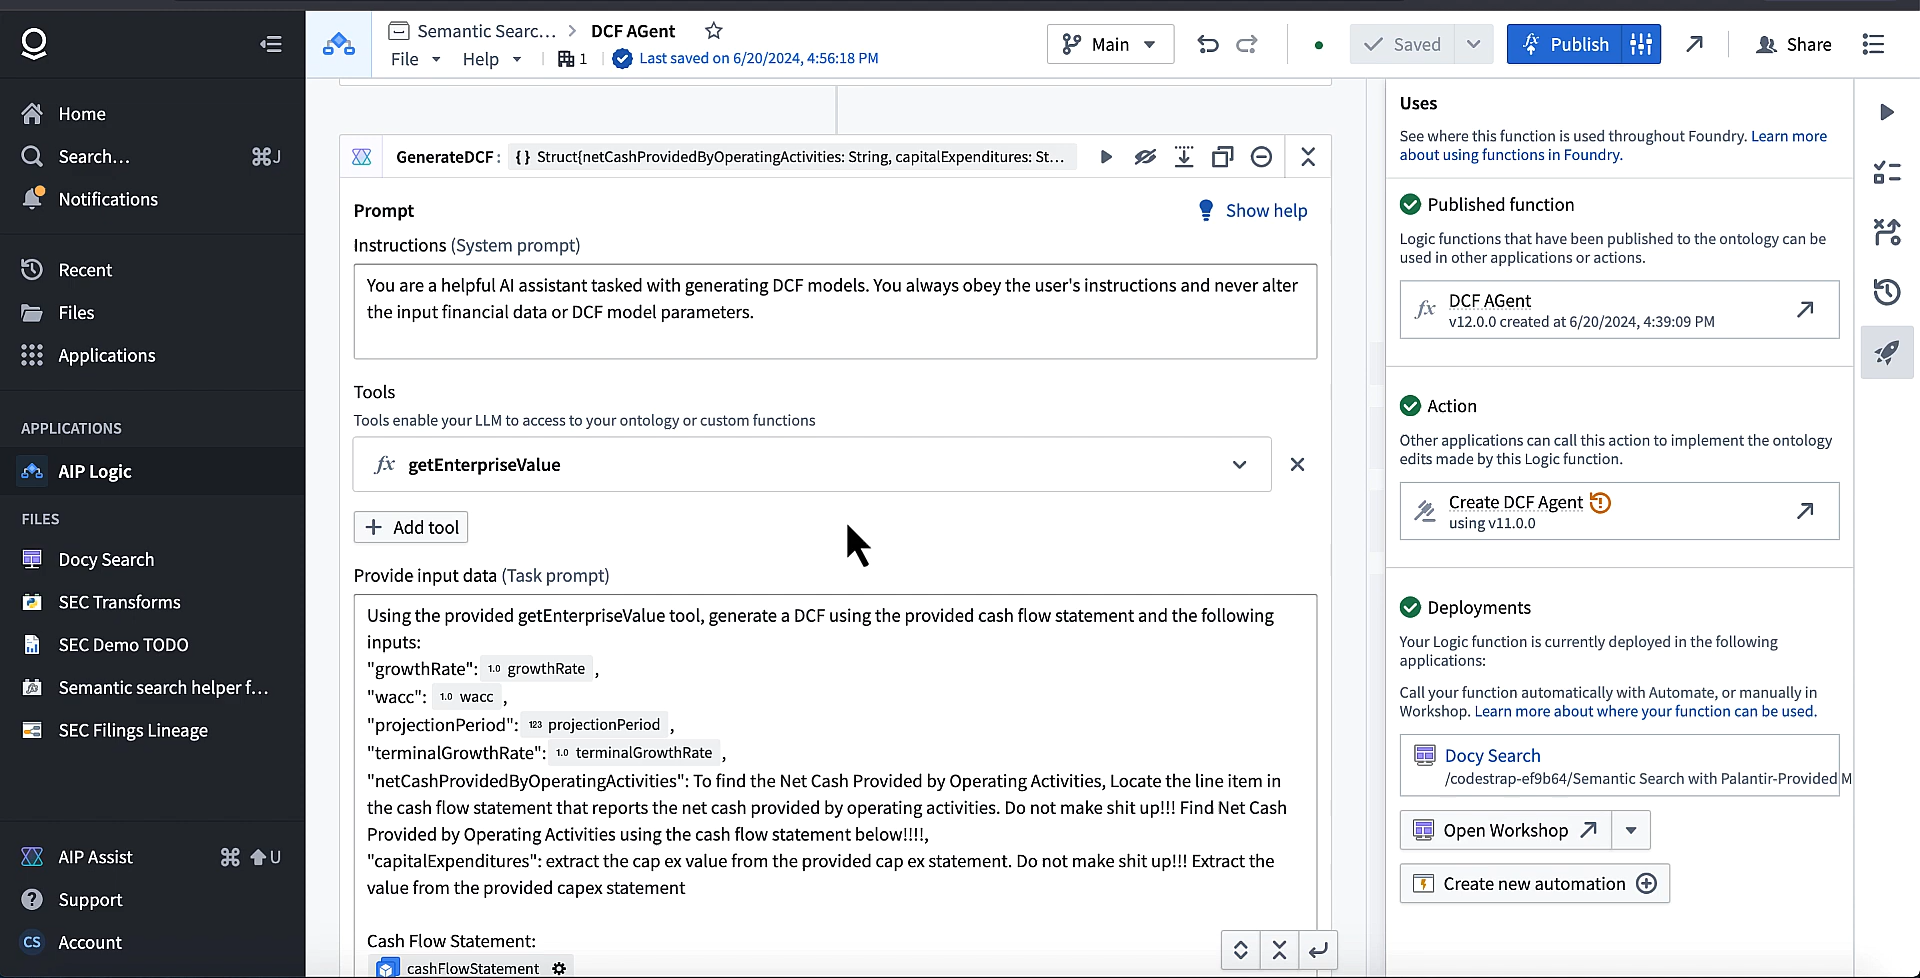 Semantic Searc... > DCF AGent
File Help 1 Last saved on 6/20/2024, 4:56:18 PM
Main
Saved
Publish
Share
Home
Search... ⌘J
Notifications
Recent
Files
Applications
APPLICATIONS
AIP Logic
FILES
Docy Search
SEC Transforms
SEC Demo TODO
Semantic search helper f...
SEC Filings Lineage
AIP Assist ⌘ U
Support
CS Account
GenerateDCF: {} Struct{netCashProvidedByOperatingActivities: String, capitalExpenditures: St...
Prompt
Show help
Instructions (System prompt)
You are a helpful AI assistant tasked with generating DCF models. You always obey the user's instructions and never alter
the input financial data or DCF model parameters.
Tools
Tools enable your LLM to access to your ontology or custom functions
fx getEnterpriseValue
+ Add tool
Provide input data (Task prompt)
Using the provided getEnterpriseValue tool, generate a DCF using the provided cash flow statement and the following
inputs:
"growthRate": 1.0 growthRate ,
"wacc": 1.0 wacc ,
"projectionPeriod": 123 projectionPeriod ,
"terminalGrowthRate": 1.0 terminalGrowthRate ,
"netCashProvidedByOperatingActivities": To find the Net Cash Provided by Operating Activities, Locate the line item in
the cash flow statement that reports the net cash provided by operating activities. Do not make shit up!!! Find Net Cash
Provided by Operating Activities using the cash flow statement below!!!!,
"capitalExpenditures": extract the cap ex value from the provided cap ex statement. Do not make shit up!!! Extract the
value from the provided capex statement
Cash Flow Statement:
cashFlowStatement
Uses
See where this function is used throughout Foundry. Learn more
about using functions in Foundry.
Published function
Logic functions that have been published to the ontology can be
used in other applications or actions.
fx DCF AGent
v12.0.0 created at 6/20/2024, 4:39:09 PM
Action
Other applications can call this action to implement the ontology
edits made by this Logic function.
Create DCF Agent
using v11.0.0
Deployments
Your Logic function is currently deployed in the following
applications:
Call your function automatically with Automate, or manually in
Workshop. Learn more about where your function can be used.
Docy Search
/codestrap-ef9b64/Semantic Search with Palantir-Provided M
Open Workshop
Create new automation